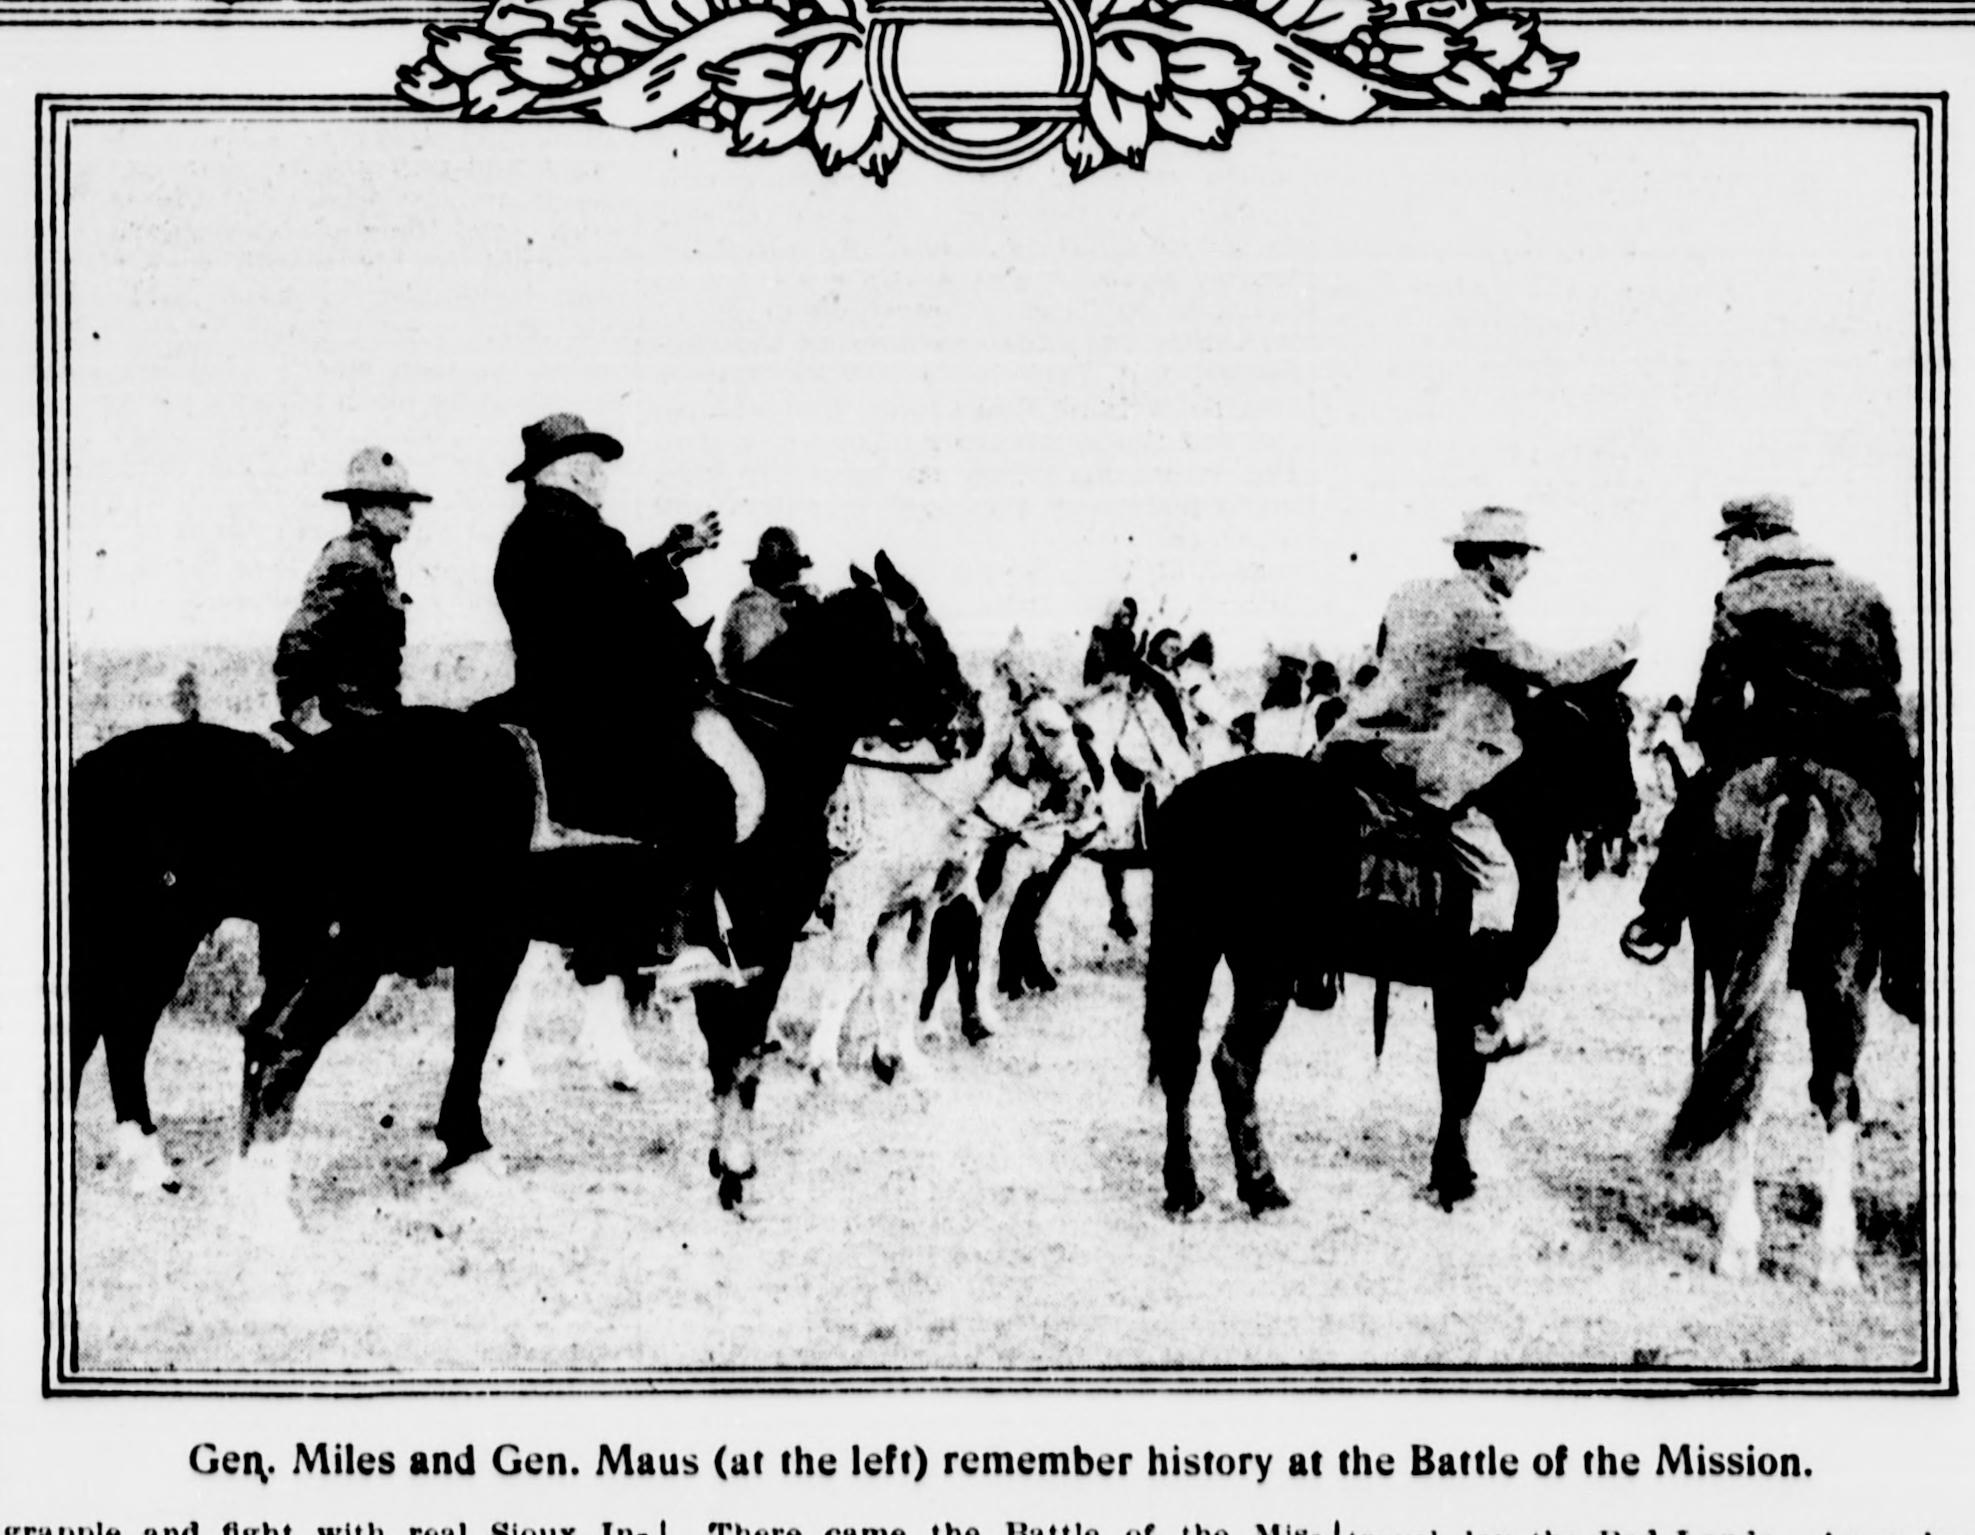 Gen. Miles and Gen. Maus (at the left) remember history at the Battle of the Mission.
grapple and fight with real Sioux In- There came the Battle of the Mis-